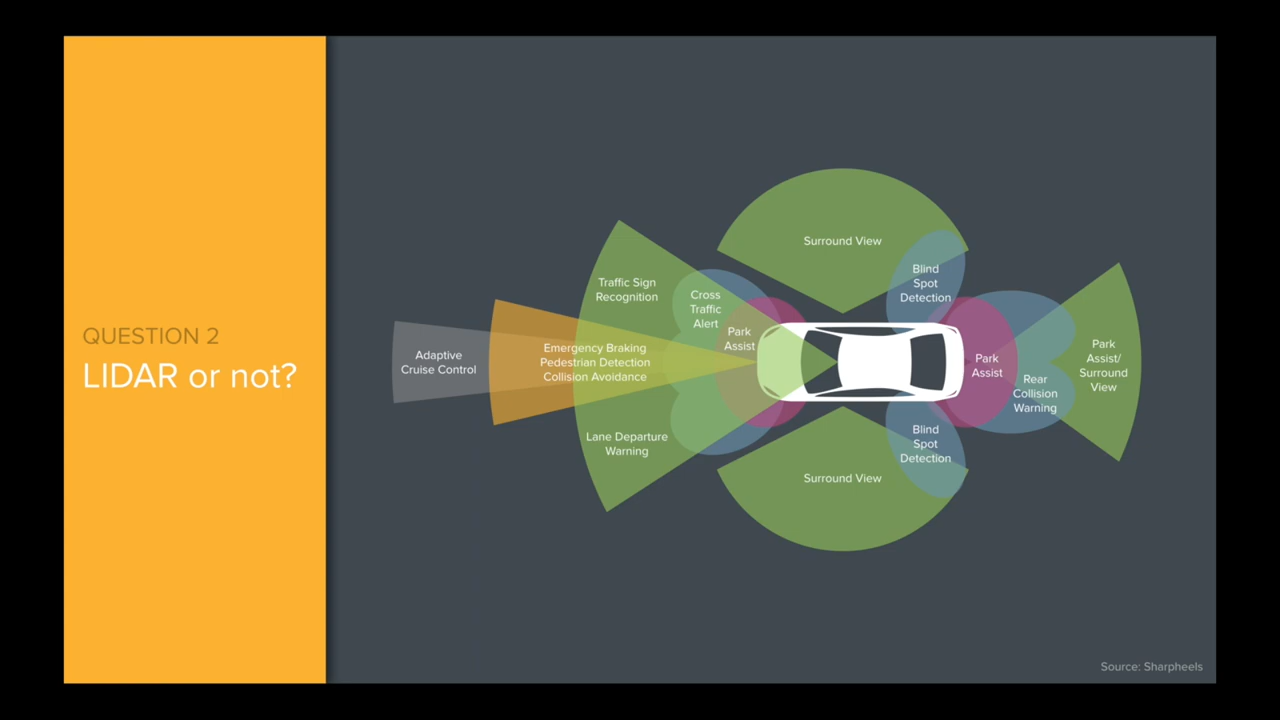 QUESTION 2
LIDAR or not?
Surround View
Blind
Spot
Detection
Traffic Sign
Recognition
Cross
Traffic
Alert
Park
Assist
Adaptive
Cruise Control
Emergency Braking
Pedestrian Detection
Collision Avoidance
Park
Assist
Rear
Collision
Warning
Park
Assist/
Surround
View
Lane Departure
Warning
Blind
Spot
Detection
Surround View
Source: Sharpheels